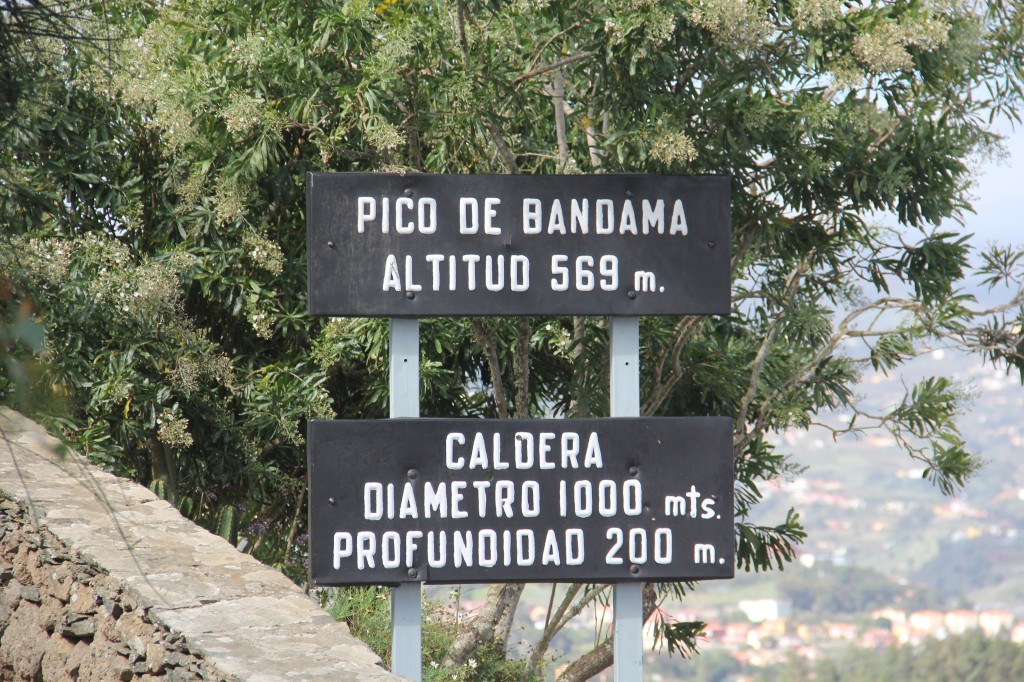 PICO DE BANDAMA
ALTITUD 569 m.
CALDERA
DIAMETRO 1000 mts.
PROFUNDIDAD 200 m.